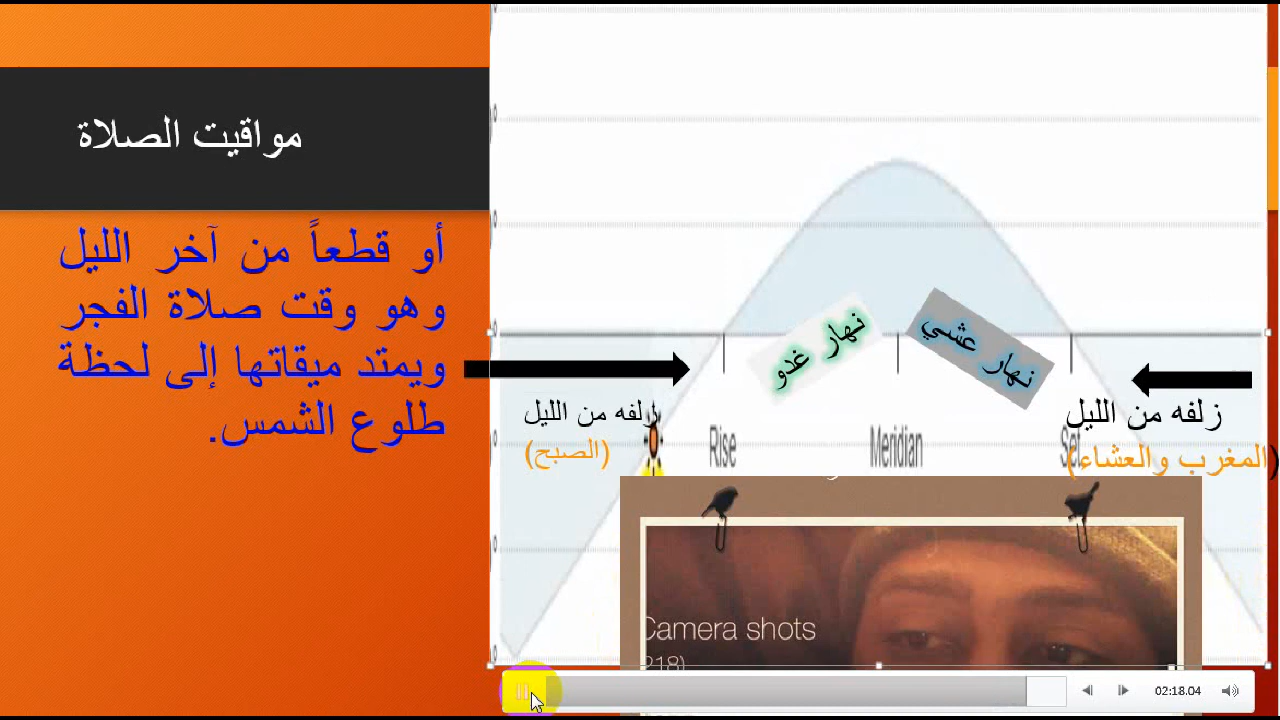 مواقيت الصلاة
أو قطعاً من آخر الليل
وهو وقت صلاة الفجر
ويمتد ميقاتها إلى لحظة
طلوع الشمس.
نهار غدو
نهار عشي
زلفه من الليل
(الصبح)
زلفه من الليل
(المغرب والعشاء)
Rise
Meridian
Set
Camera shots
218)
02:18.04